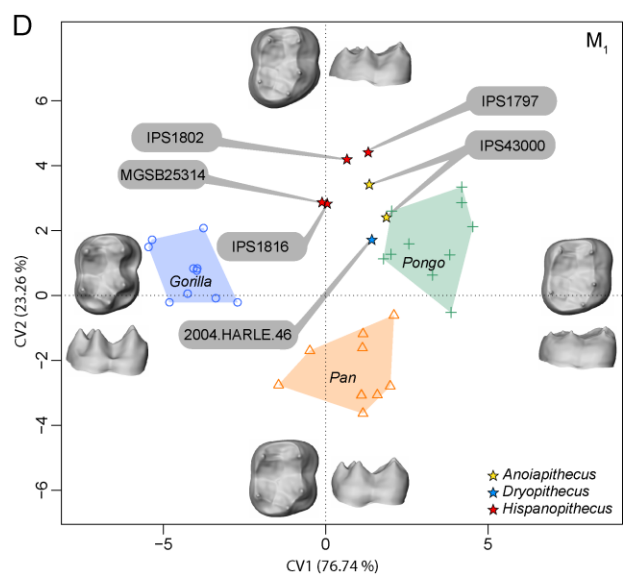 D
M1
IPS1797
IPS1802
IPS43000
MGSB25314
IPS1816
Gorilla
Pongo
2004.HARLE.46
Pan
6
4
2
0
−2
−4
−6
CV2 (23.26 %)
Anoiapithecus
Dryopithecus
Hispanopithecus
−5
0
5
CV1 (76.74 %)